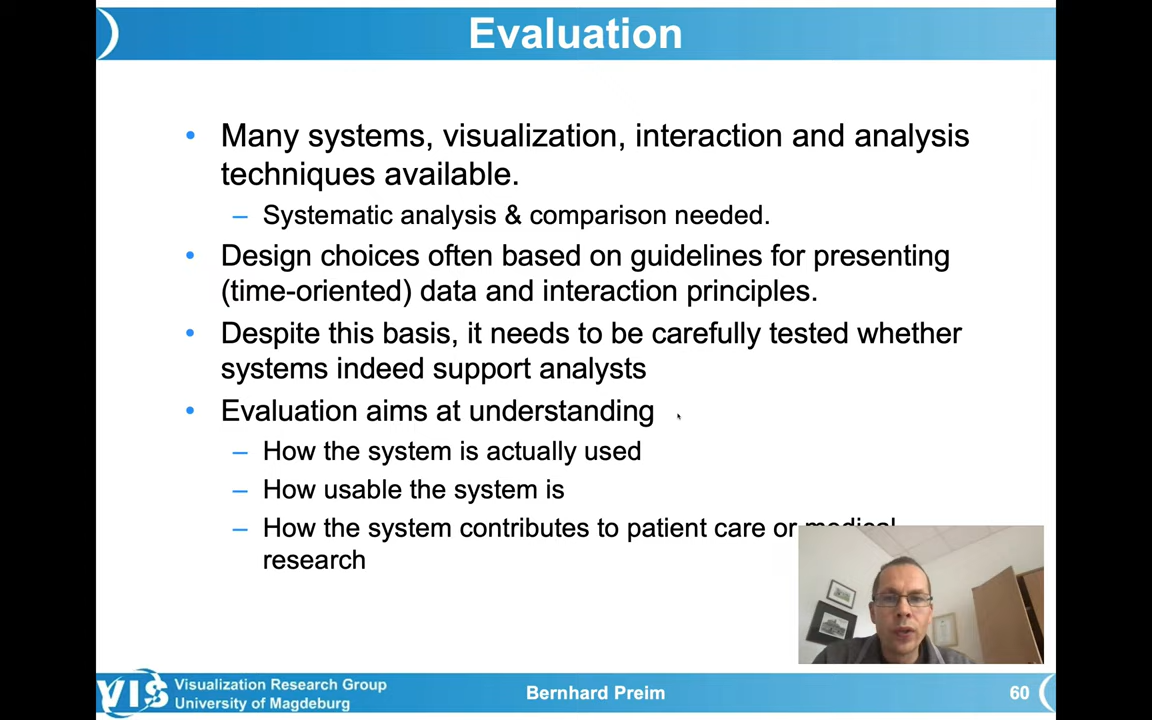 Evaluation
• Many systems, visualization, interaction and analysis
techniques available.
– Systematic analysis & comparison needed.
• Design choices often based on guidelines for presenting
(time-oriented) data and interaction principles.
• Despite this basis, it needs to be carefully tested whether
systems indeed support analysts
• Evaluation aims at understanding
– How the system is actually used
– How usable the system is
– How the system contributes to patient care or medical
research
VIS
Visualization Research Group
University of Magdeburg
Bernhard Preim
60